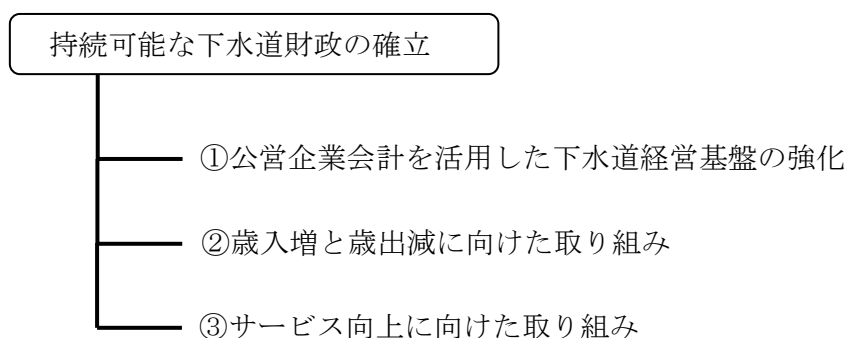 持続可能な下水道財政の確立
①公営企業会計を活用した下水道経営基盤の強化
②歳入増と歳出減に向けた取り組み
③サービス向上に向けた取り組み